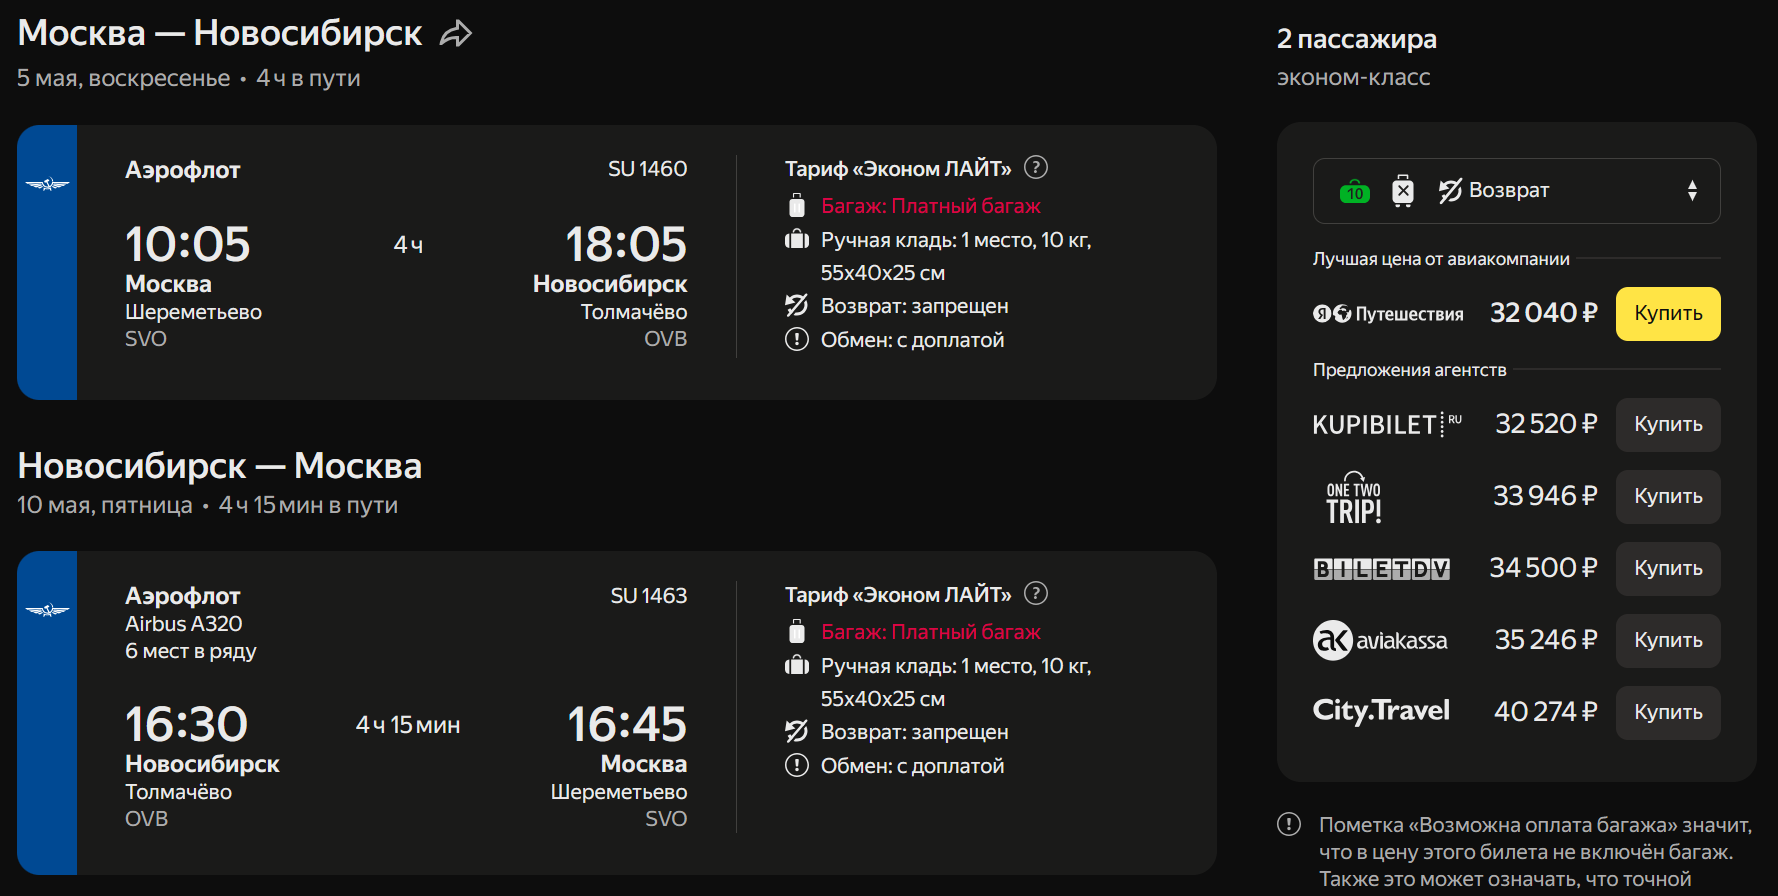 Москва — Новосибирск
5 мая, воскресенье • 4 ч в пути
Аэрофлот
SU 1460
10:05
4 ч
18:05
Москва
Новосибирск
Шереметьево
Толмачёво
SVO
OVB
Тариф «Эконом ЛАЙТ» ?
Багаж: Платный багаж
Ручная кладь: 1 место, 10 кг,
55x40x25 см
Возврат: запрещен
Обмен: с доплатой
Новосибирск — Москва
10 мая, пятница • 4 ч 15 мин в пути
Аэрофлот
SU 1463
Airbus A320
6 мест в ряду
16:30
4 ч 15 мин
16:45
Новосибирск
Москва
Толмачёво
Шереметьево
OVB
SVO
Тариф «Эконом ЛАЙТ» ?
Багаж: Платный багаж
Ручная кладь: 1 место, 10 кг,
55x40x25 см
Возврат: запрещен
Обмен: с доплатой
2 пассажира
эконом-класс
10 Возврат
Лучшая цена от авиакомпании
Я Путешествия 32 040 ₽ Купить
Предложения агентств
KUPIBILET RU 32 520 ₽ Купить
ONE TWO
TRIP! 33 946 ₽ Купить
BILETDV 34 500 ₽ Купить
ak aviakassa 35 246 ₽ Купить
City.Travel 40 274 ₽ Купить
Пометка «Возможна оплата багажа» значит,
что в цену этого билета не включён багаж.
Также это может означать, что точной